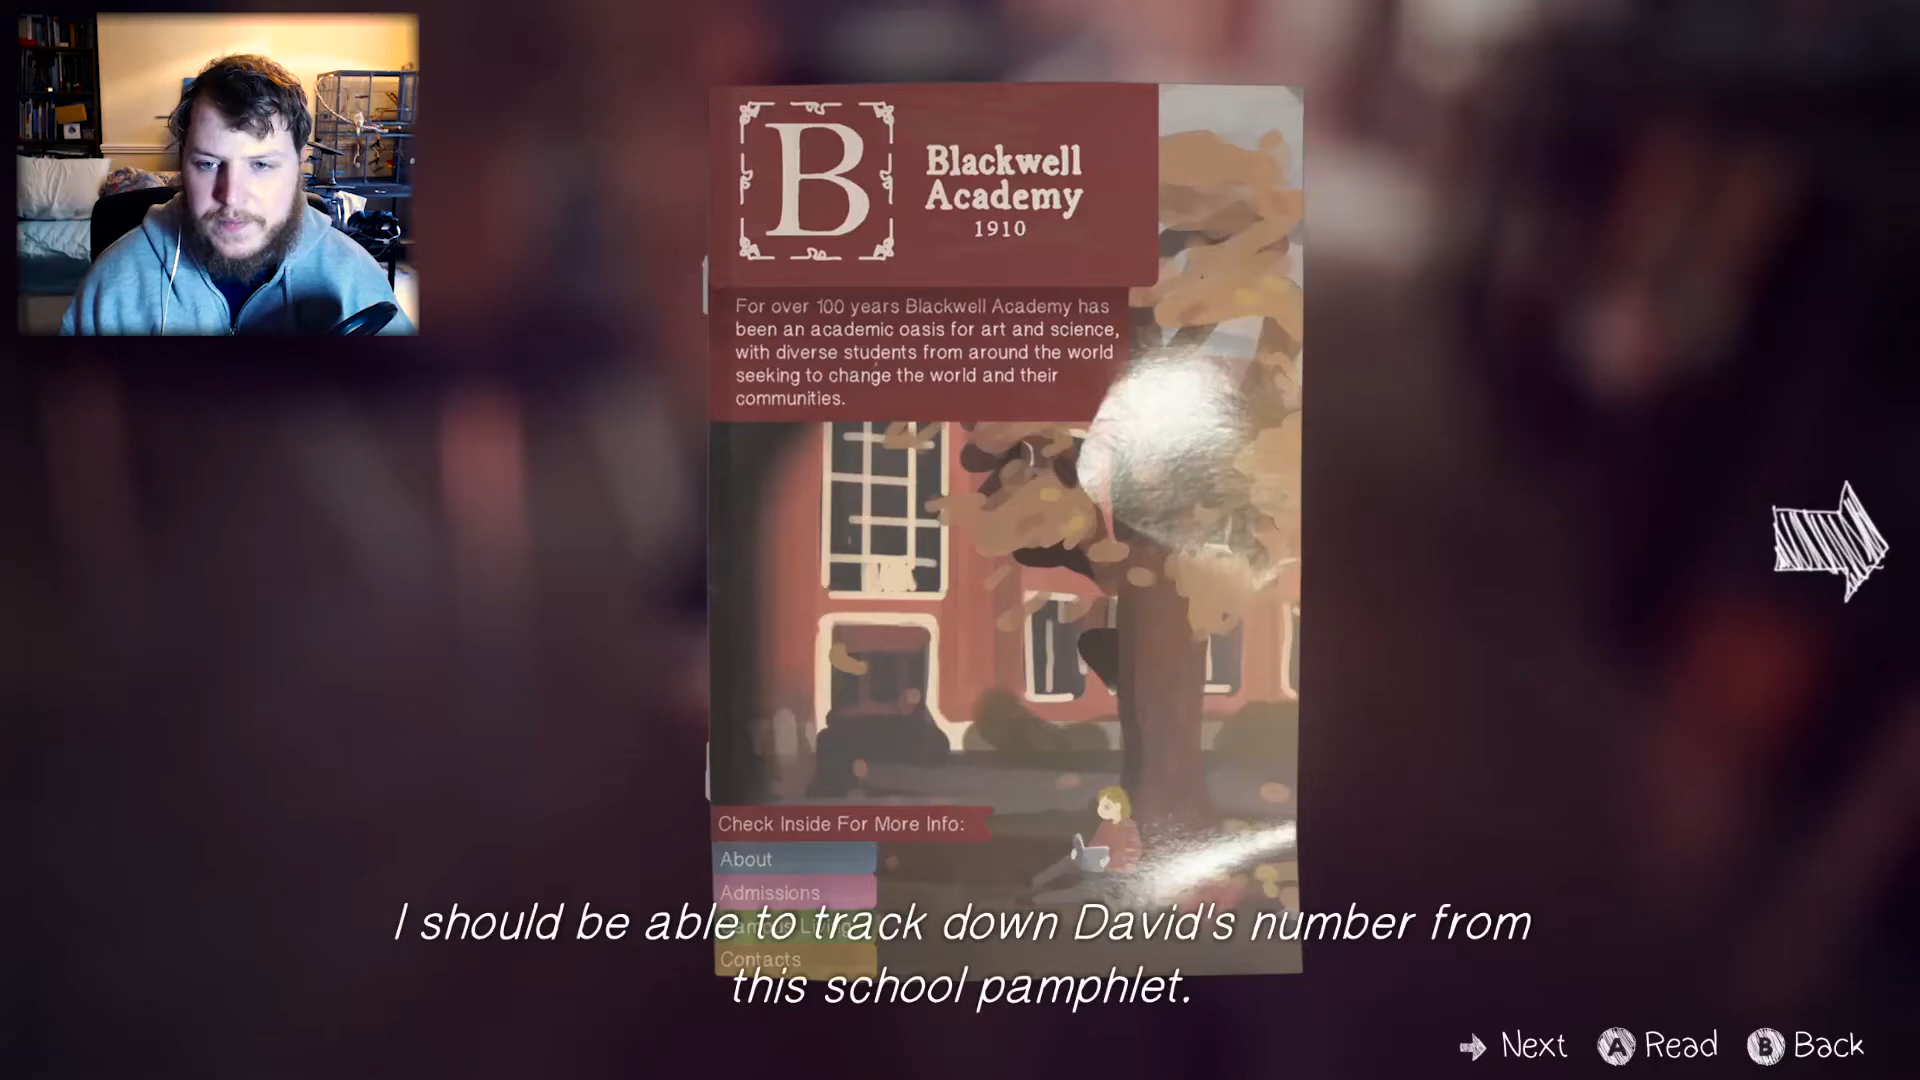 B
Blackwell
Academy
1910
For over 100 years Blackwell Academy has
been an academic oasis for art and science,
with diverse students from around the world
seeking to change the world and their
communities.
Check Inside For More Info:
About
Admissions
Campus Living
Contacts
I should be able to track down David's number from
this school pamphlet.
Next A Read B Back